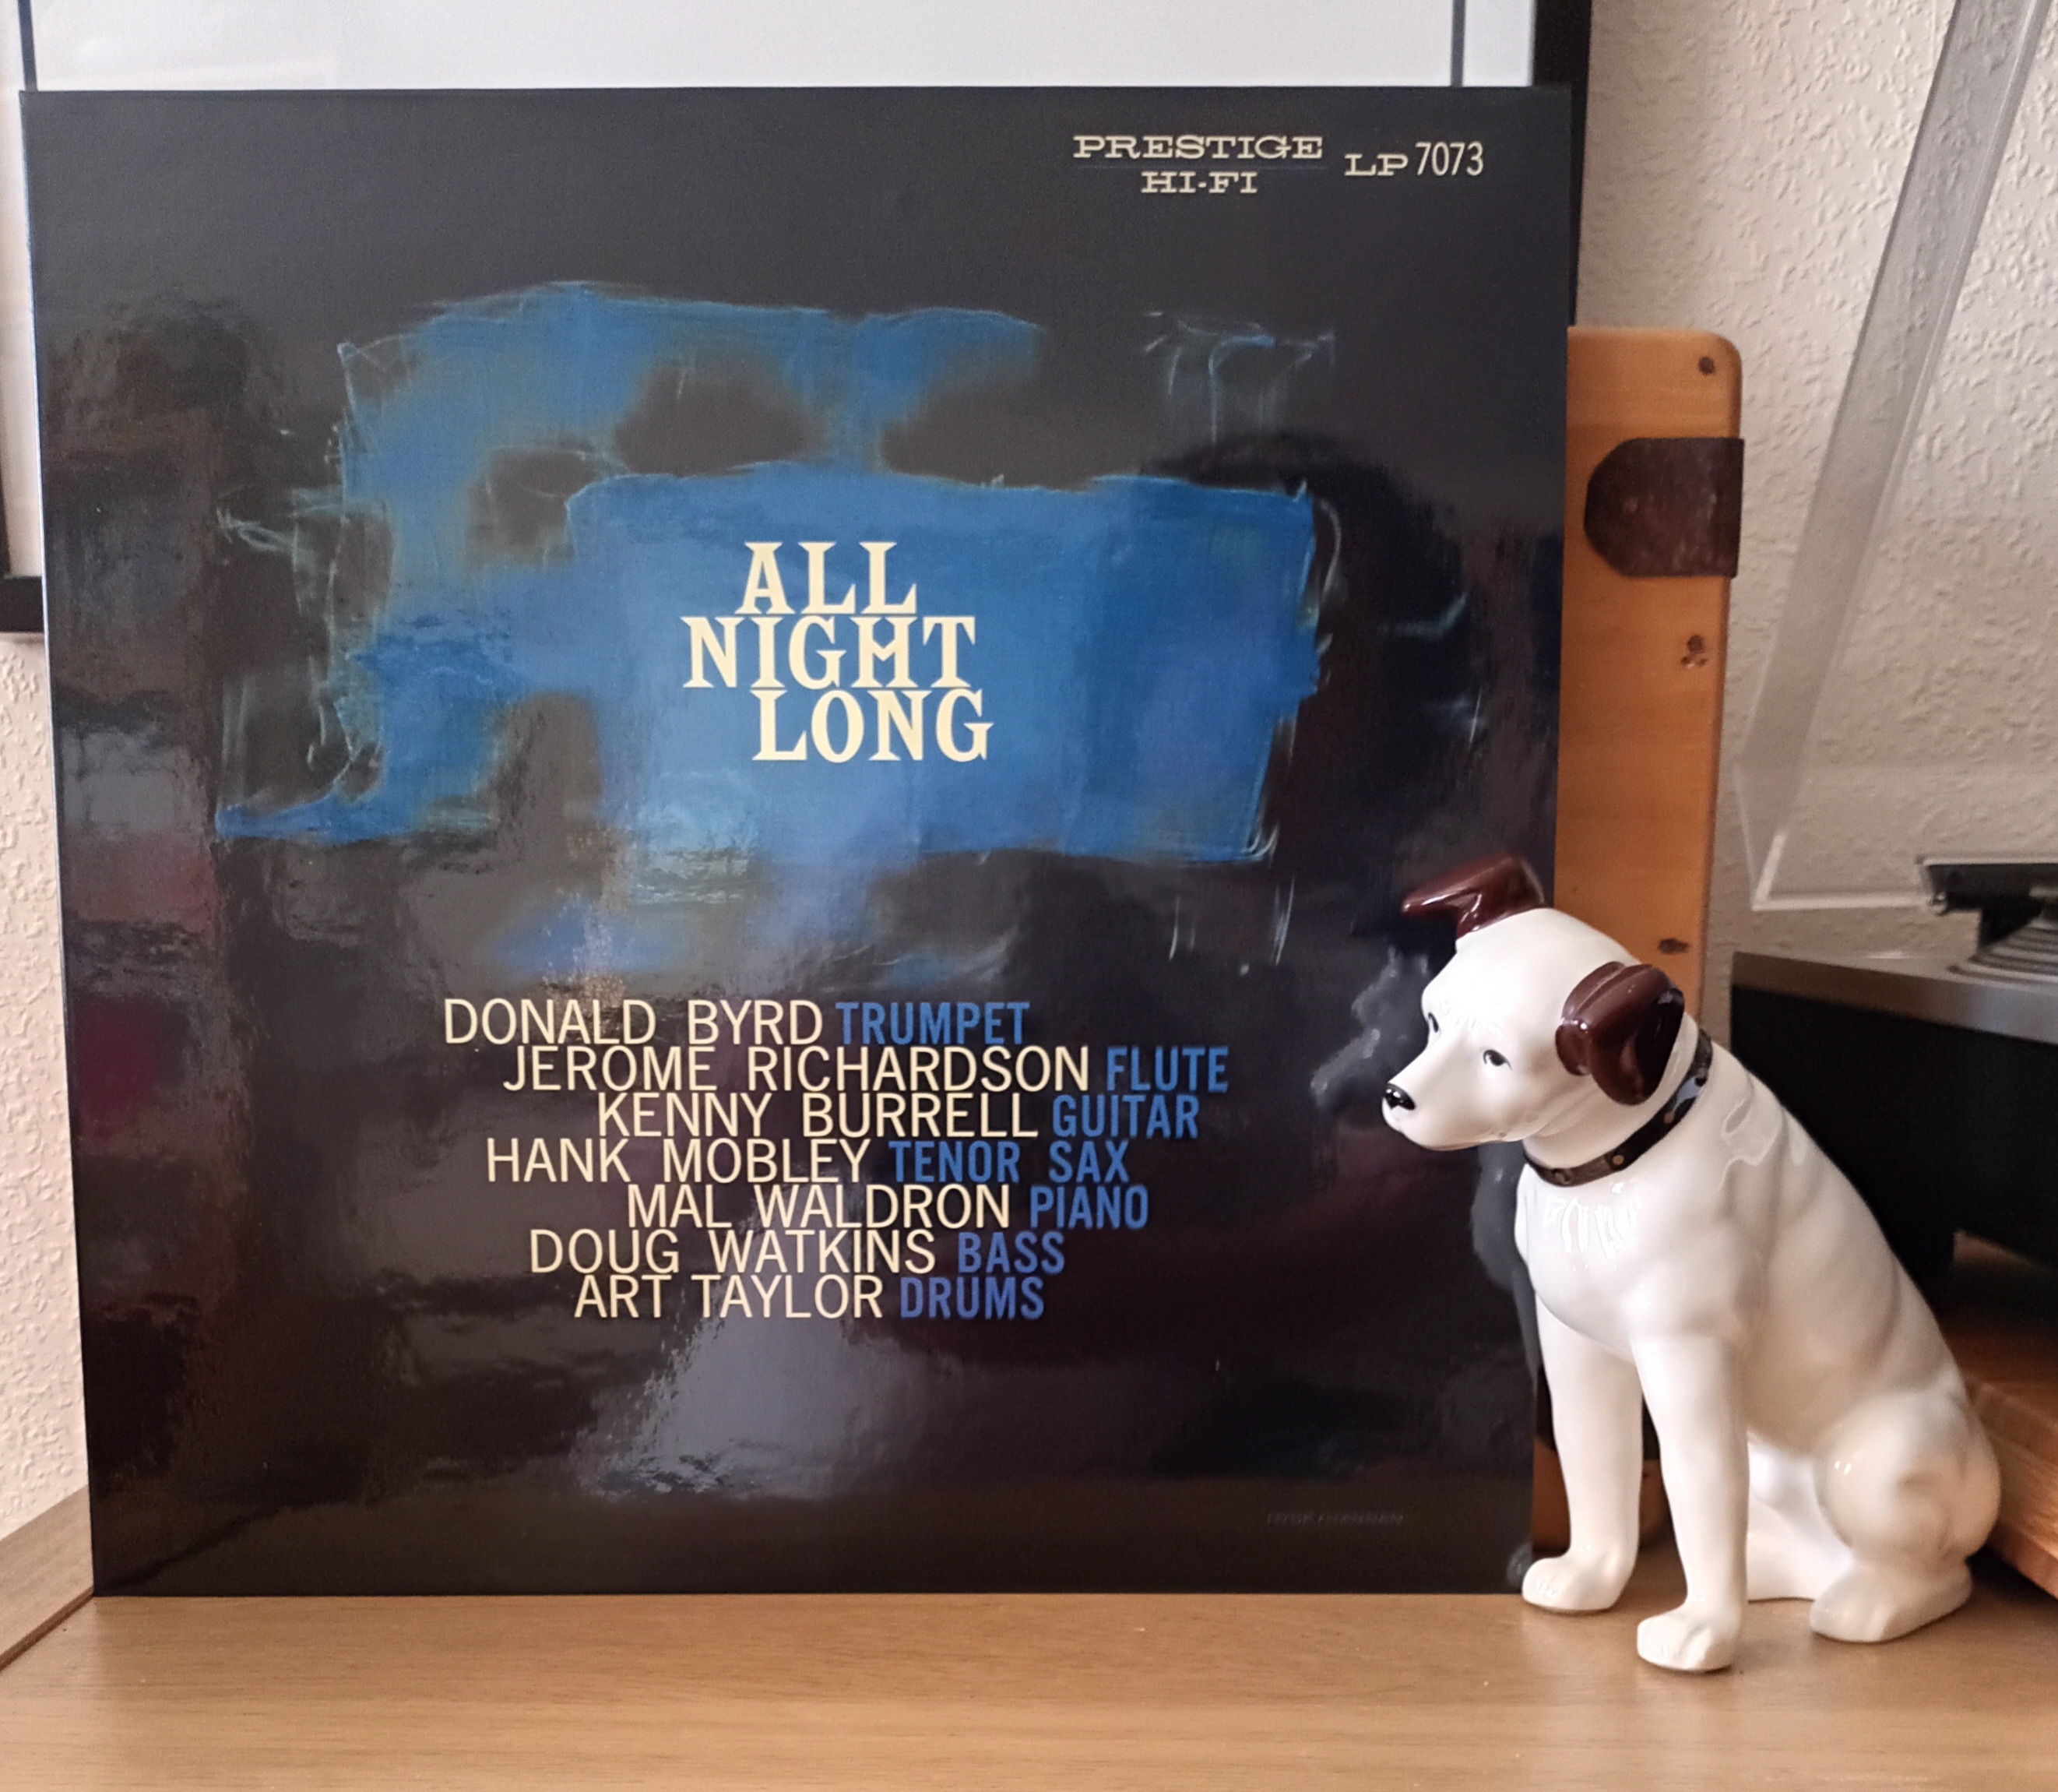 PRESTIGE
HI-FI
LP 7073
ALL
NIGHT
LONG
DONALD BYRD TRUMPET
JEROME RICHARDSON FLUTE
KENNY BURRELL GUITAR
HANK MOBLEY TENOR SAX
MAL WALDRON PIANO
DOUG WATKINS BASS
ART TAYLOR DRUMS